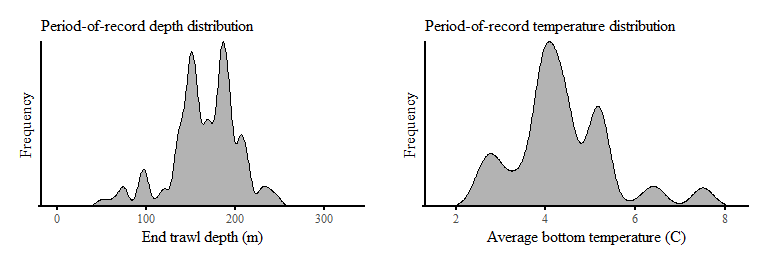 Period-of-record depth distribution
Frequency
0 100 200 300
End trawl depth (m)
Period-of-record temperature distribution
Frequency
2 4 6 8
Average bottom temperature (C)